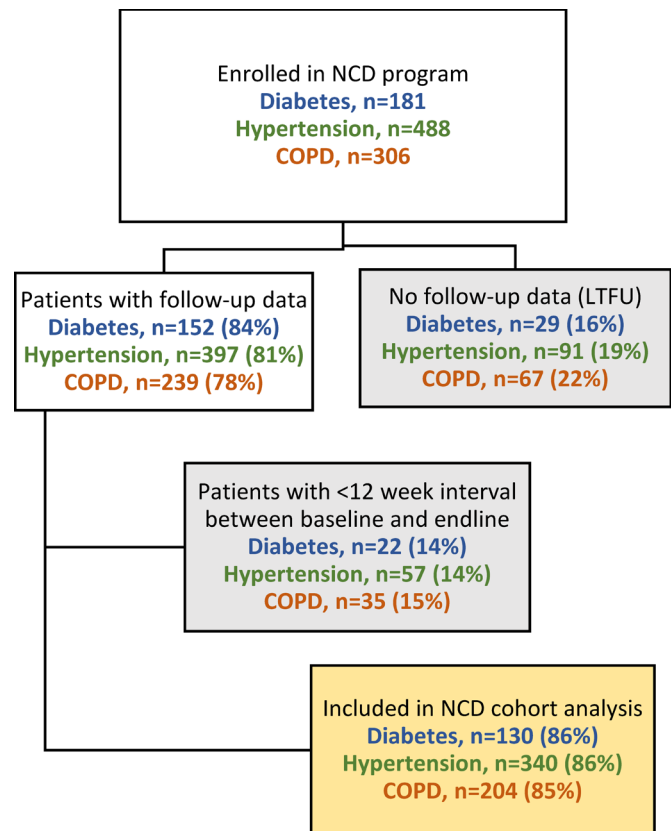 Enrolled in NCD program
Diabetes, n=181
Hypertension, n=488
COPD, n=306
Patients with follow-up data
Diabetes, n=152 (84%)
Hypertension, n=397 (81%)
COPD, n=239 (78%)
No follow-up data (LTFU)
Diabetes, n=29 (16%)
Hypertension, n=91 (19%)
COPD, n=67 (22%)
Patients with <12 week interval
between baseline and endline
Diabetes, n=22 (14%)
Hypertension, n=57 (14%)
COPD, n=35 (15%)
Included in NCD cohort analysis
Diabetes, n=130 (86%)
Hypertension, n=340 (86%)
COPD, n=204 (85%)